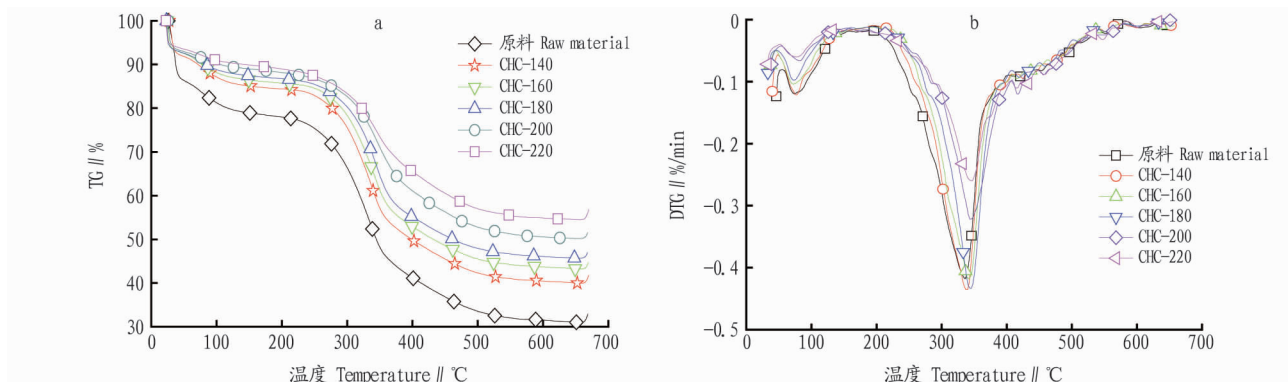 a
100
90
80
70
60
50
40
30
TG // %
0
100
200
300
400
500
600
700
温度 Temperature // ℃
原料 Raw material
CHC-140
CHC-160
CHC-180
CHC-200
CHC-220
b
0
-0.1
-0.2
-0.3
-0.4
-0.5
DTG // %/min
0
100
200
300
400
500
600
700
温度 Temperature // ℃
原料 Raw material
CHC-140
CHC-160
CHC-180
CHC-200
CHC-220